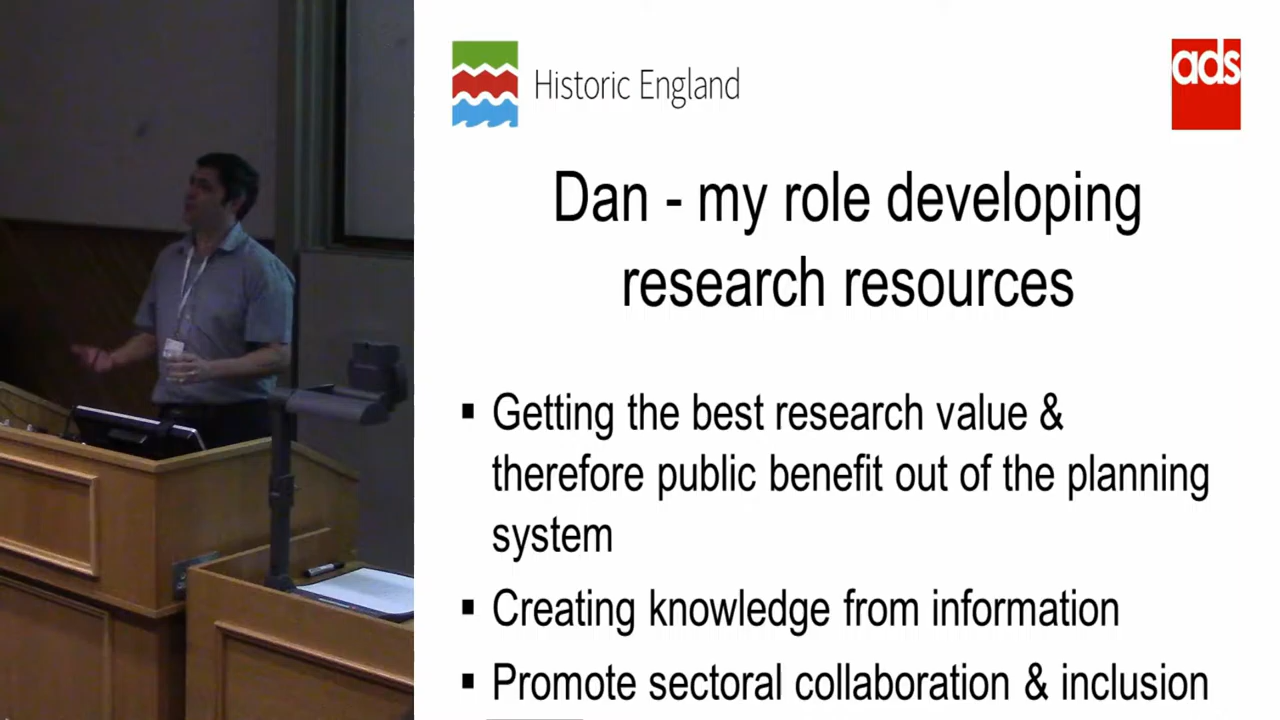 Historic England
ads
Dan - my role developing
research resources
▪ Getting the best research value &
therefore public benefit out of the planning
system
▪ Creating knowledge from information
▪ Promote sectoral collaboration & inclusion